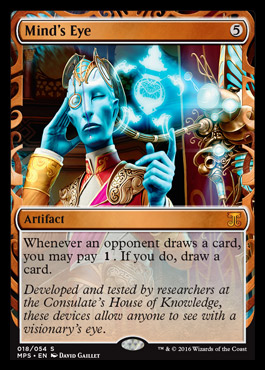 Mind's Eye 5
Artifact
Whenever an opponent draws a card,
you may pay 1. If you do, draw a
card.
Developed and tested by researchers at
the Consulate's House of Knowledge,
these devices allow anyone to see with a
visionary's eye.
018/054 S
MPS • EN DAVID GAILLET
™ & © 2016 Wizards of the Coast